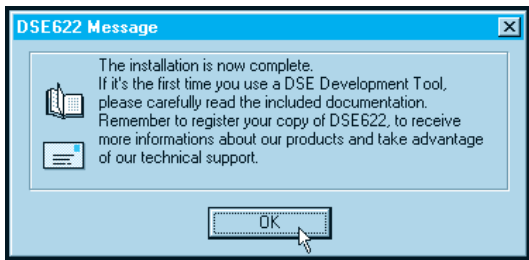 DSE622 Message
The installation is now complete.
If it's the first time you use a DSE Development Tool,
please carefully read the included documentation.
Remember to register your copy of DSE622, to receive
more informations about our products and take advantage
of our technical support.
OK